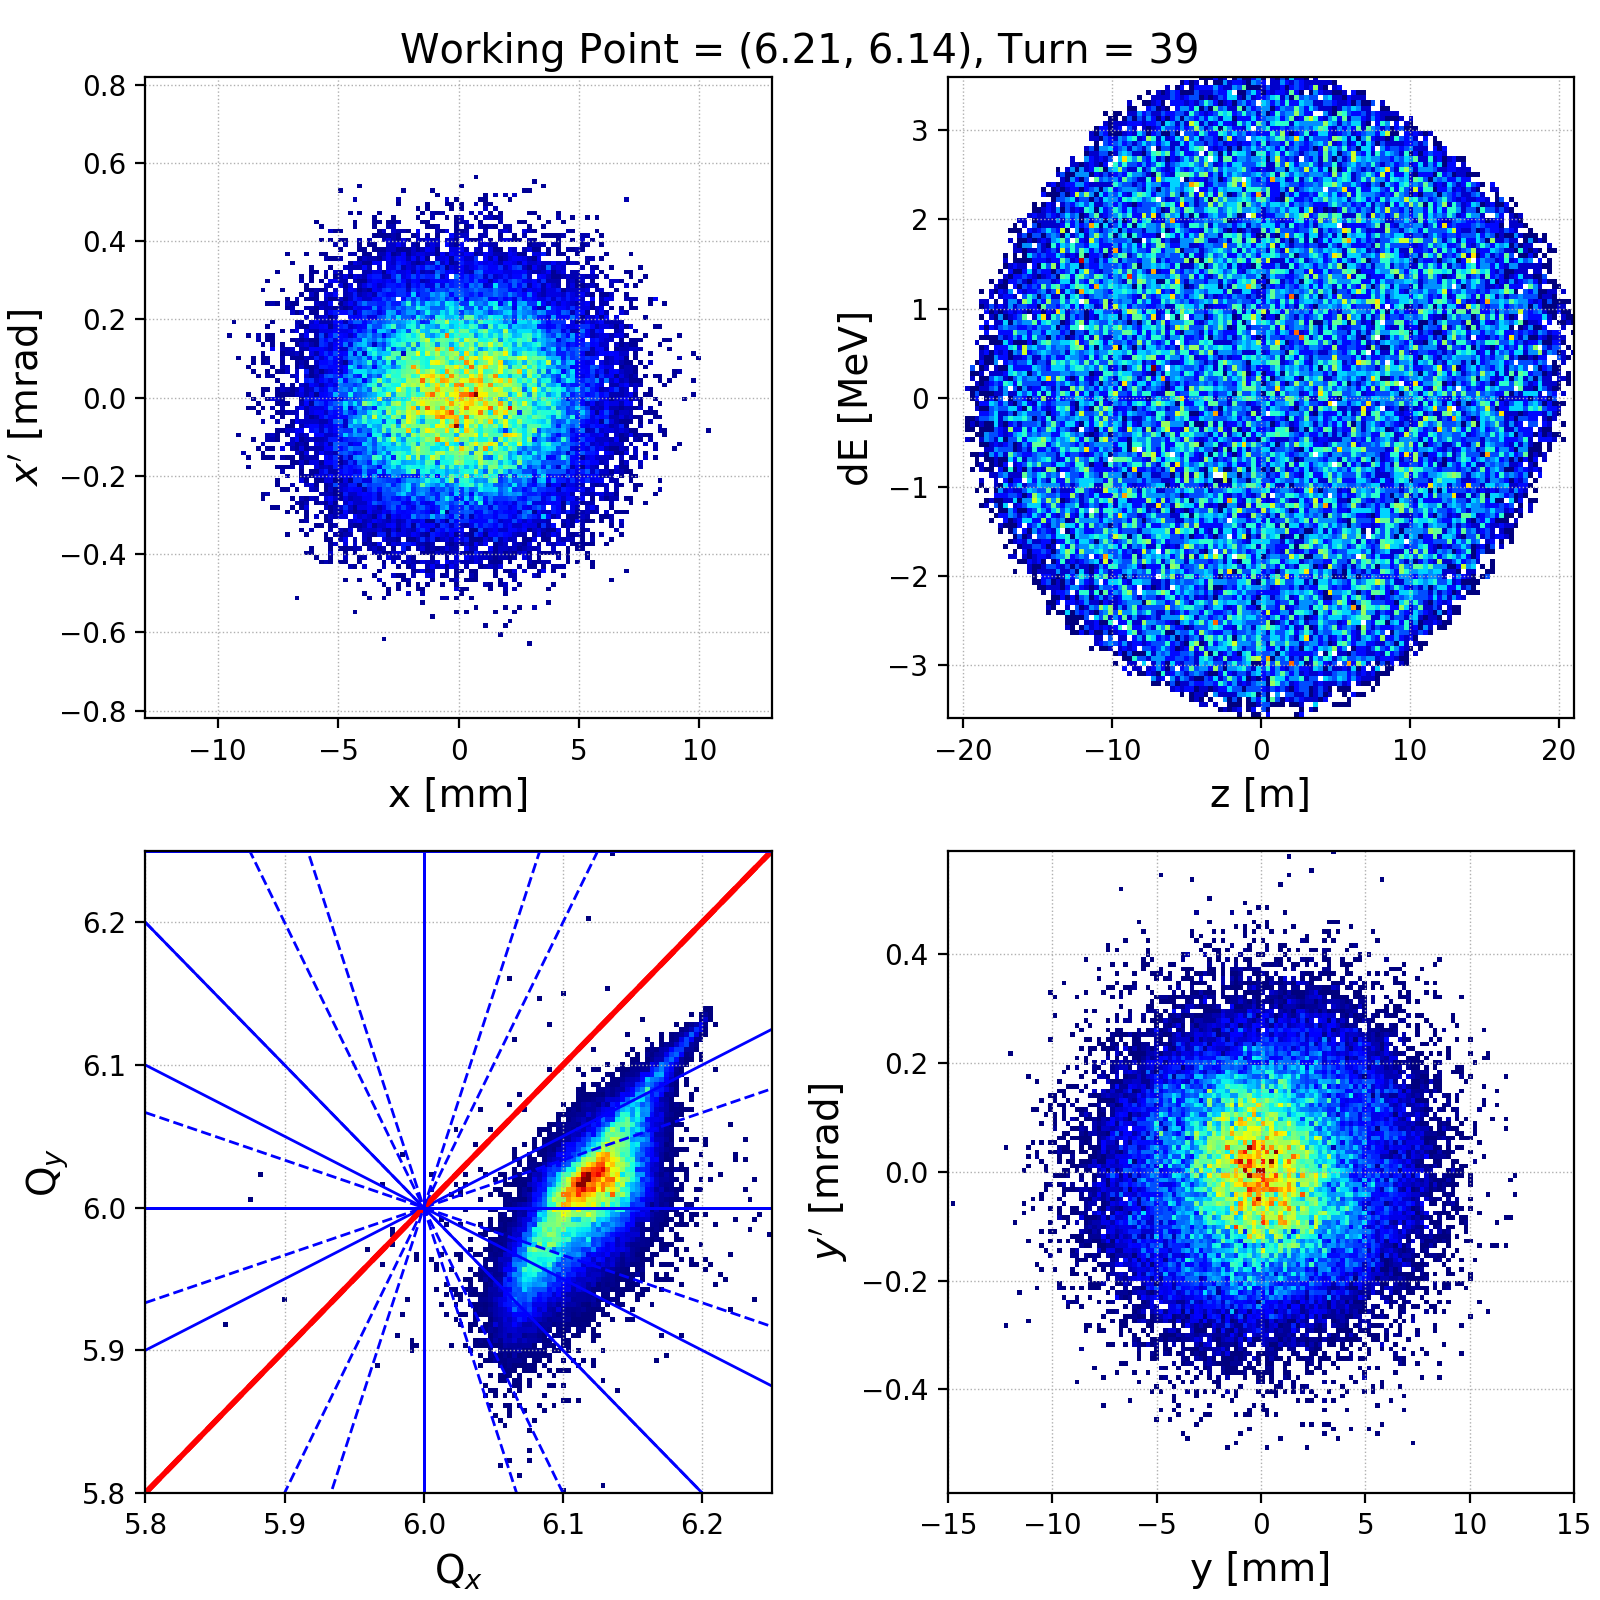 Working Point = (6.21, 6.14), Turn = 39
0.8
0.6
0.4
0.2
0.0
−0.2
−0.4
−0.6
−0.8
x′ [mrad]
−10 −5 0 5 10
x [mm]
3
2
1
0
−1
−2
−3
dE [MeV]
−20 −10 0 10 20
z [m]
6.2
6.1
6.0
5.9
5.8
Qy
5.8 5.9 6.0 6.1 6.2
Qx
0.4
0.2
0.0
−0.2
−0.4
y′ [mrad]
−15 −10 −5 0 5 10 15
y [mm]